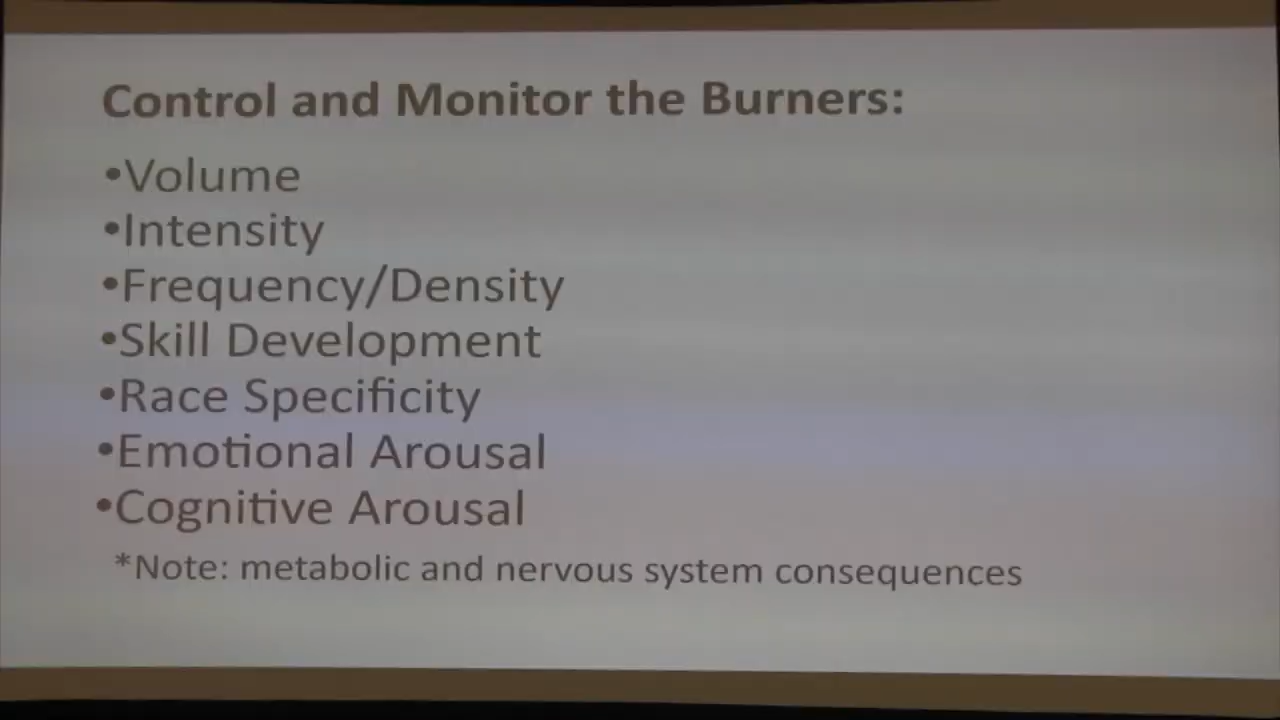 Control and Monitor the Burners:
•Volume
•Intensity
•Frequency/Density
•Skill Development
•Race Specificity
•Emotional Arousal
•Cognitive Arousal
*Note: metabolic and nervous system consequences